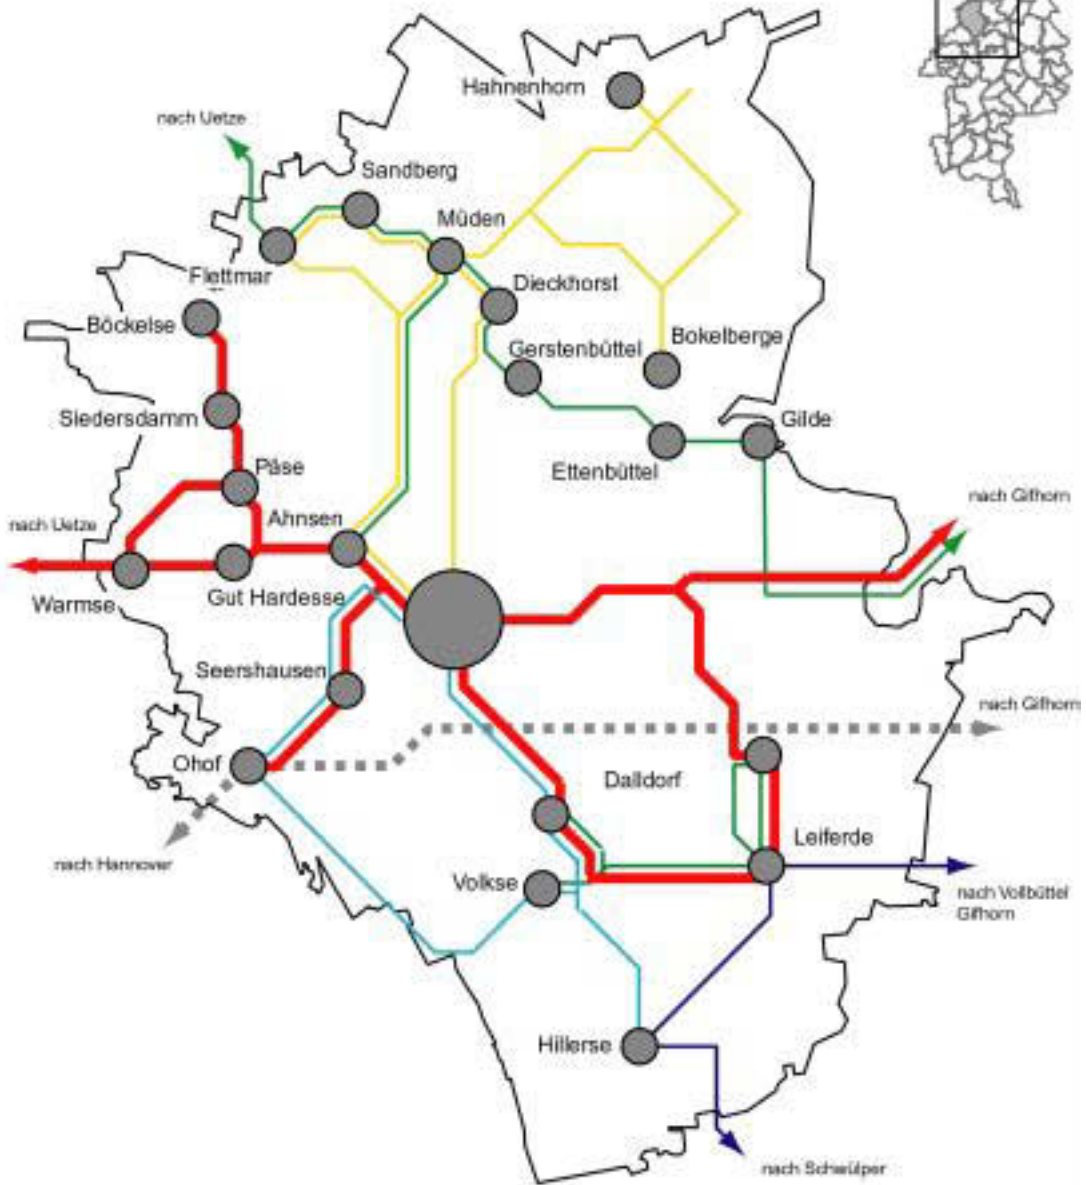 Hahnenhorn
nach Uetze
Sandberg
Müden
Flettmar
Dieckhorst
Böckelse
Gerstenbüttel
Bokelberge
Siedersdamm
Gilde
Ettenbüttel
Påse
nach Gifhorn
Ahnsen
nach Uetze
Warmse
Gut Hardesse
Seershausen
nach Gifhorn
Ohof
Dalldorf
Leiferde
nach Hannover
Volkse
nach Vollbüttel
Gifhorn
Hillerse
nach Schwülper